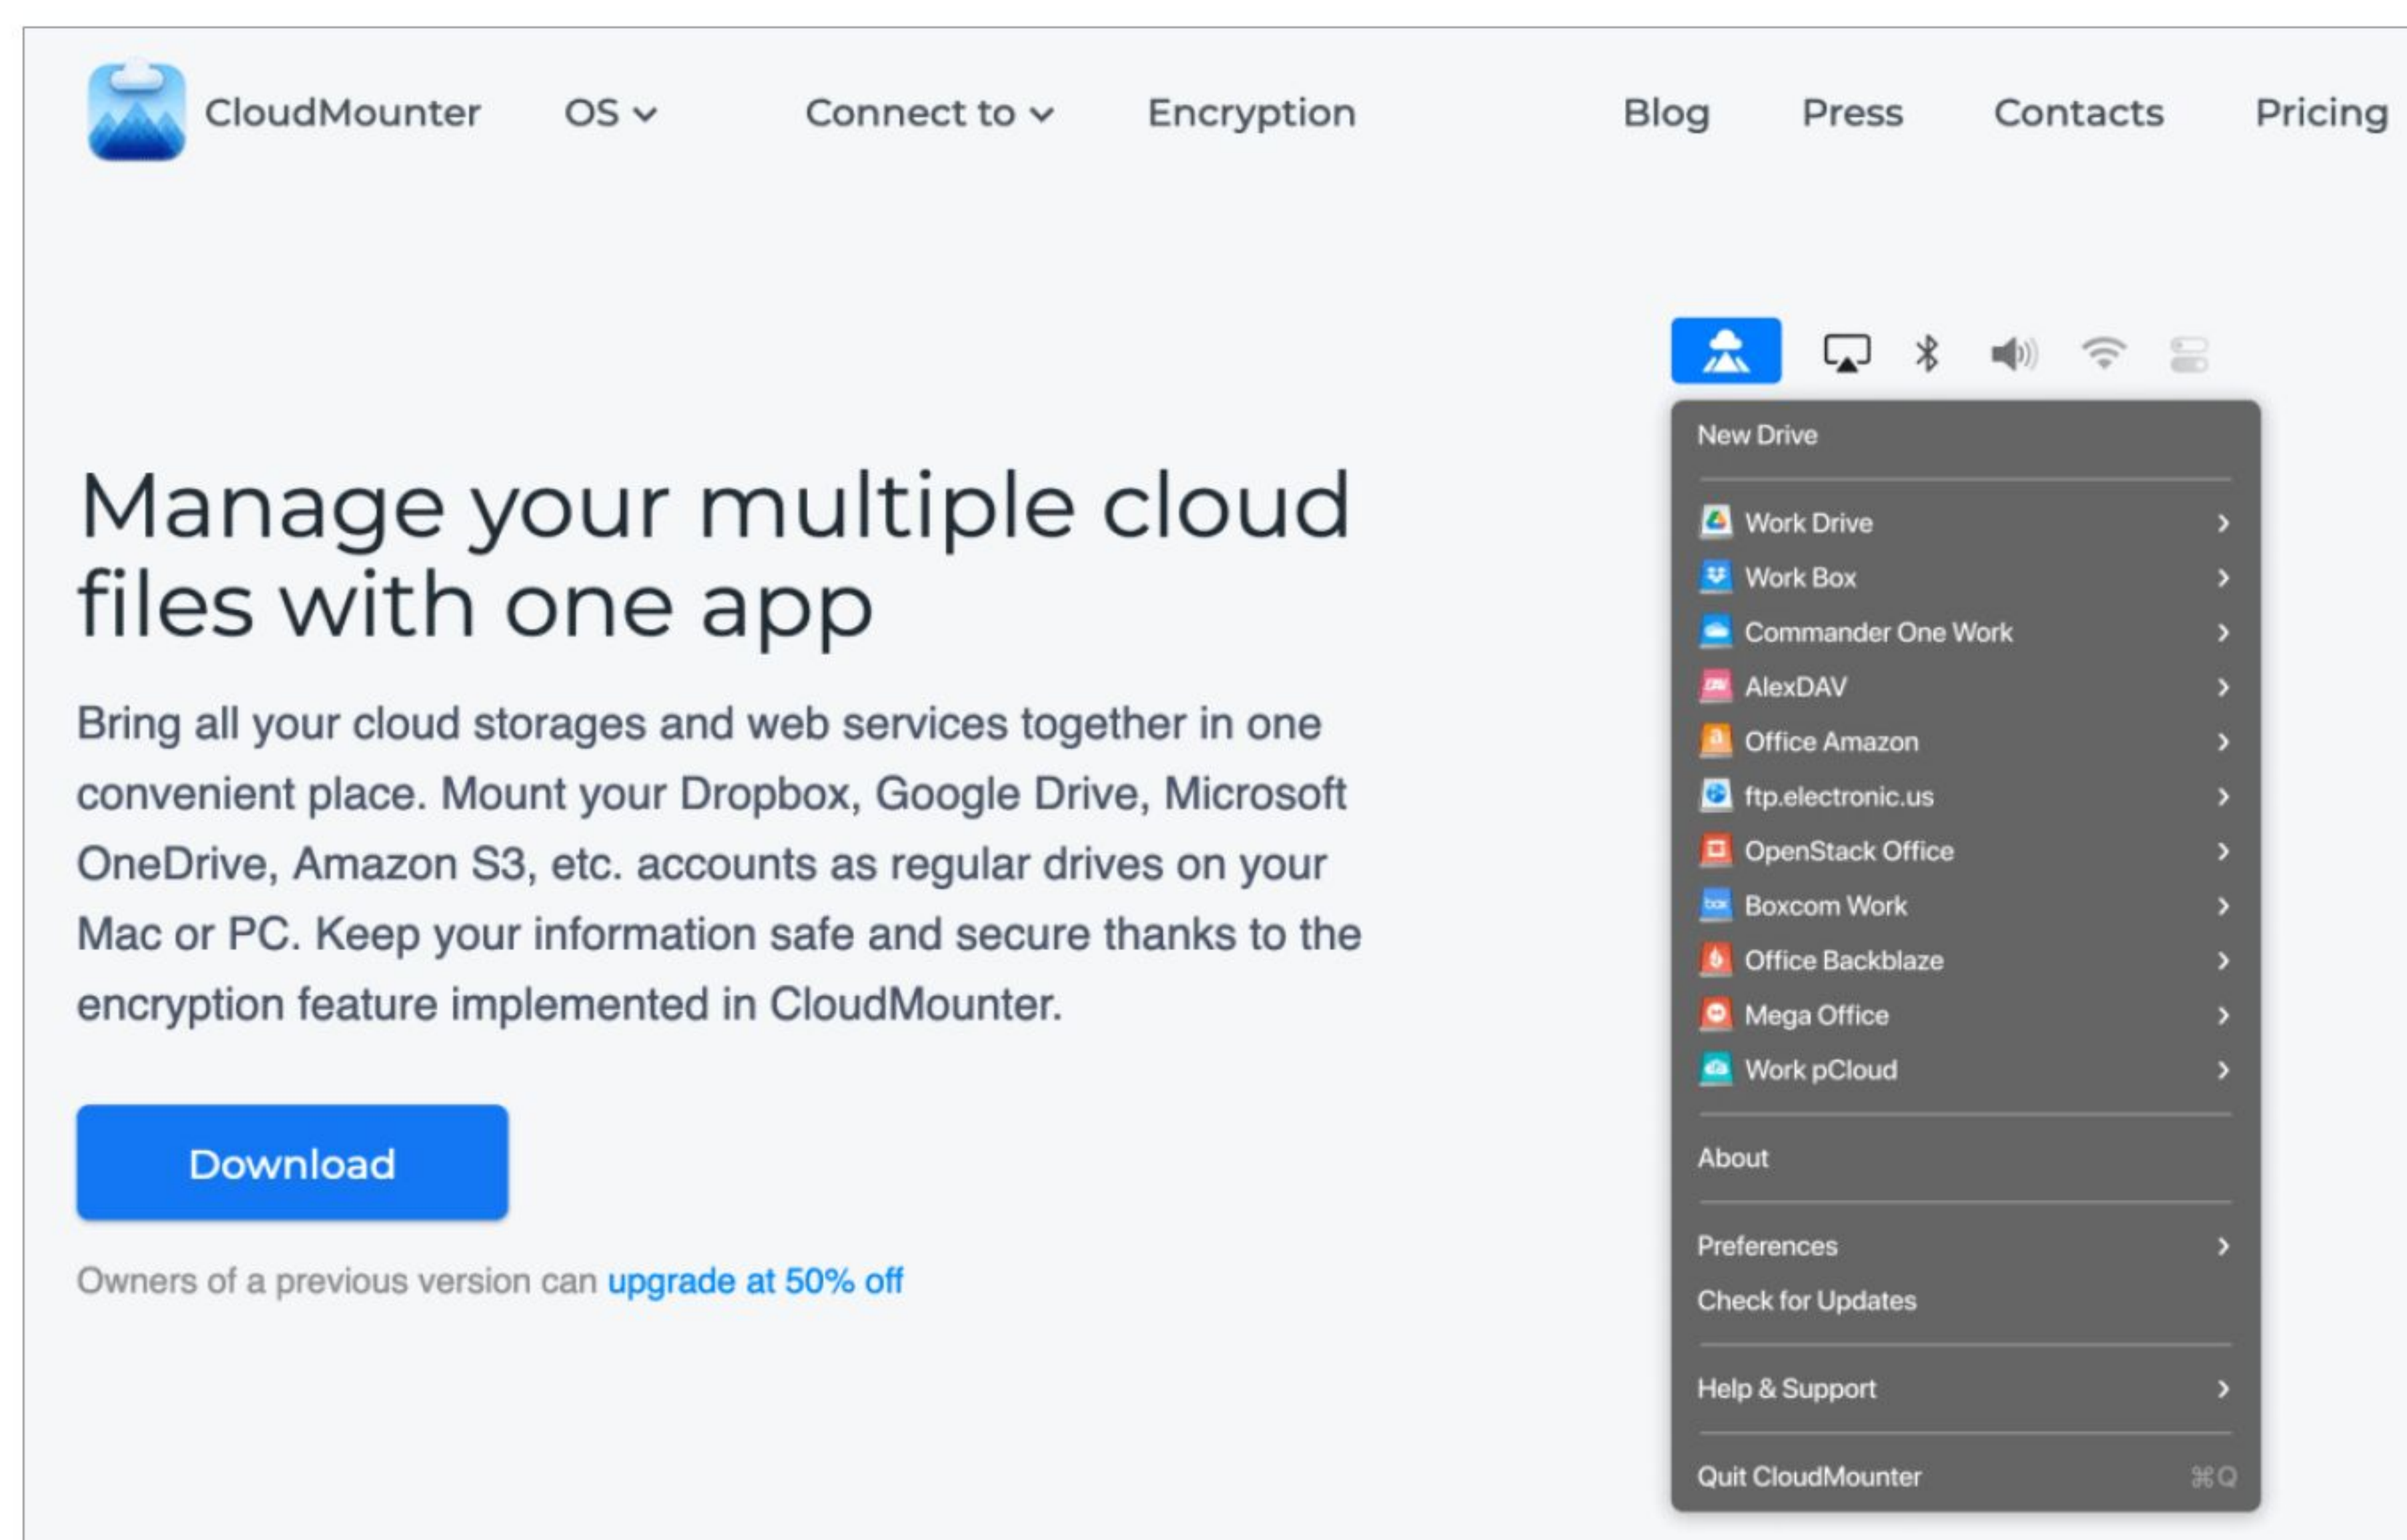 CloudMounter OS Connect to Encryption Blog Press Contacts Pricing
Manage your multiple cloud
files with one app
Bring all your cloud storages and web services together in one
convenient place. Mount your Dropbox, Google Drive, Microsoft
OneDrive, Amazon S3, etc. accounts as regular drives on your
Mac or PC. Keep your information safe and secure thanks to the
encryption feature implemented in CloudMounter.
Download
Owners of a previous version can upgrade at 50% off
New Drive
Work Drive
Work Box
Commander One Work
DAV AlexDAV
a Office Amazon
ftp.electronic.us
OpenStack Office
box Boxcom Work
Office Backblaze
Mega Office
Work pCloud
About
Preferences
Check for Updates
Help & Support
Quit CloudMounter ⌘Q